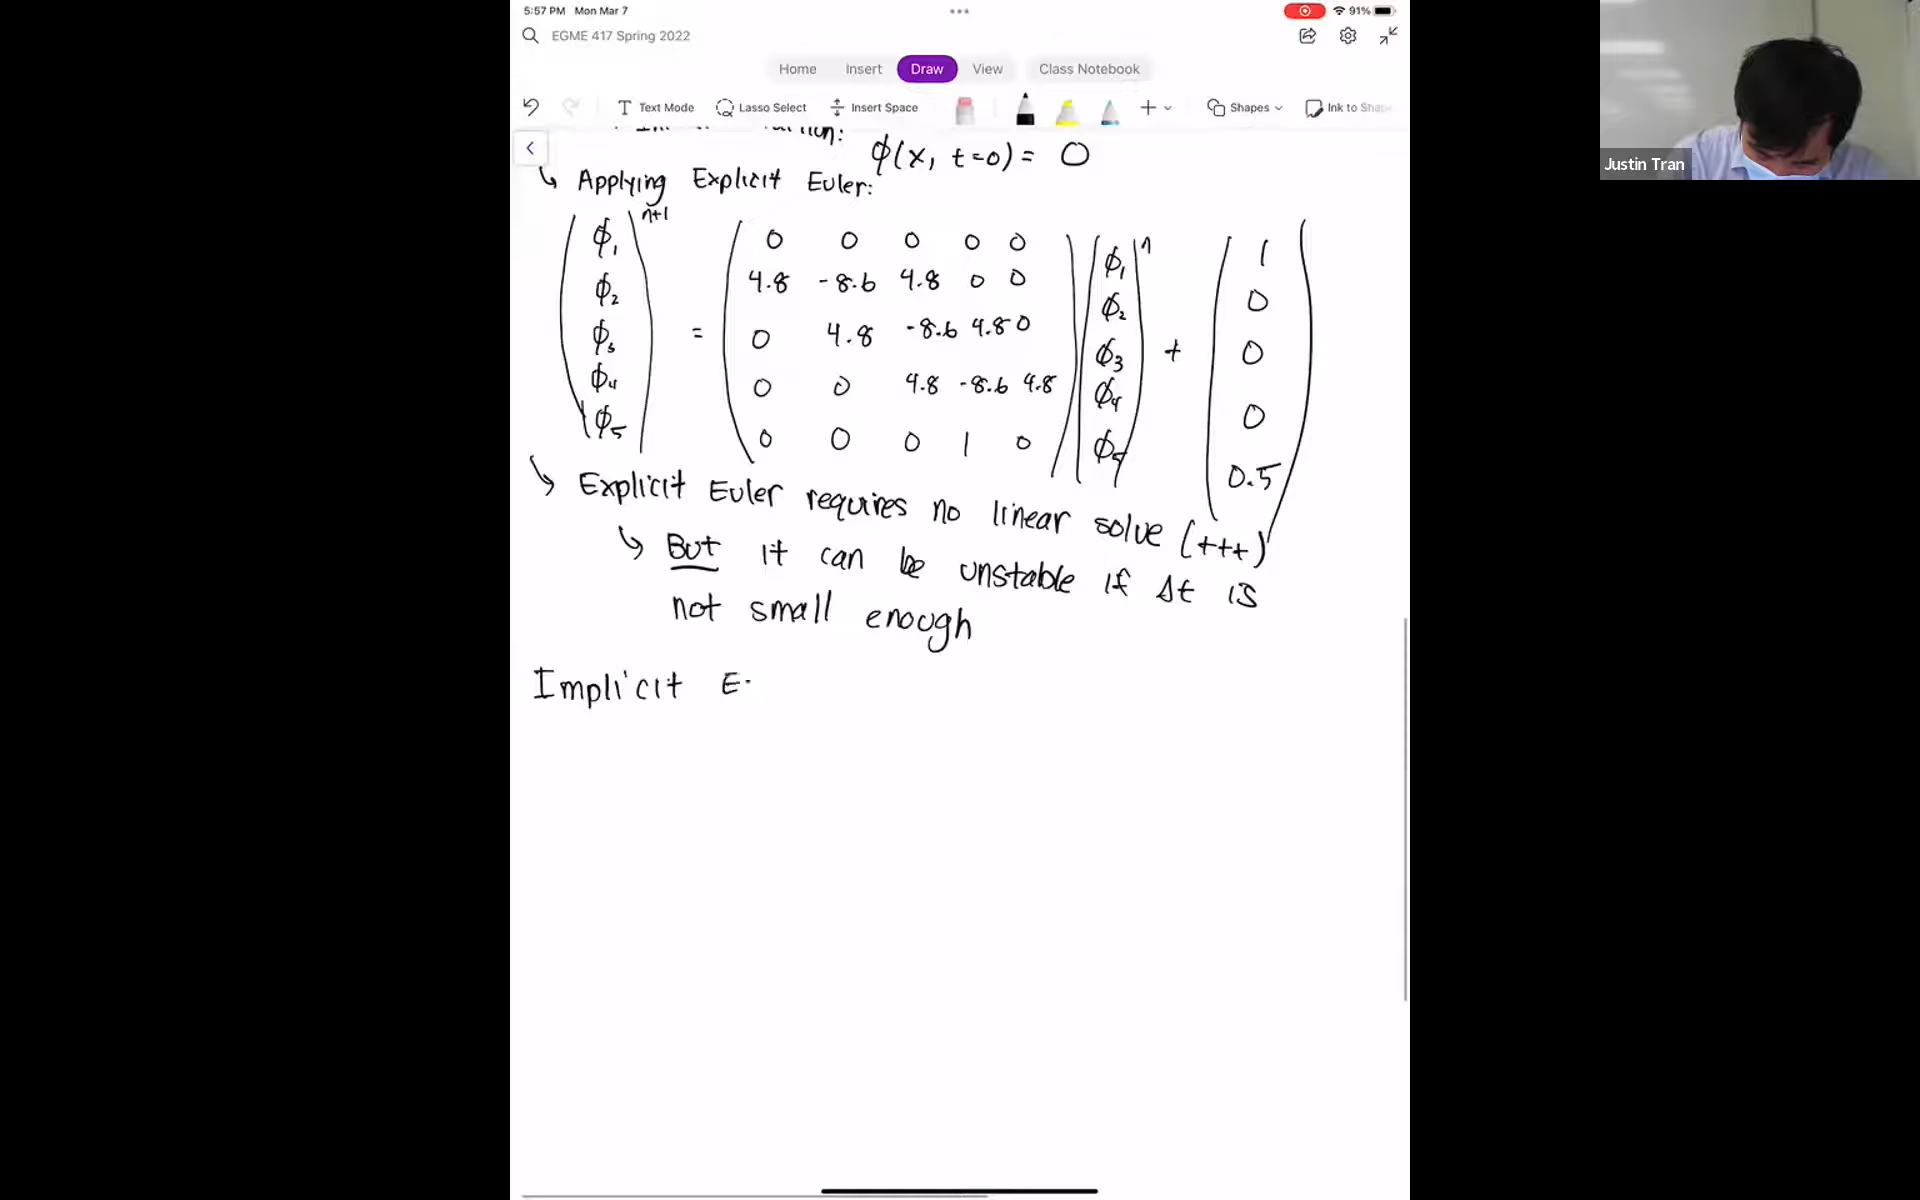 5:57 PM Mon Mar 7
91%
EGME 417 Spring 2022
Home Insert Draw View Class Notebook
Text Mode Lasso Select Insert Space Shapes Ink to Shape
Justin Tran
ϕ(x, t=0) = 0
↳ Applying Explicit Euler:
ϕ₁ n+1 0 0 0 0 0 ϕ₁ n 1
ϕ₂ 4.8 -8.6 4.8 0 0 ϕ₂ 0
ϕ₃ = 0 4.8 -8.6 4.8 0 ϕ₃ + 0
ϕ₄ 0 0 4.8 -8.6 4.8 ϕ₄ 0
ϕ₅ 0 0 0 1 0 ϕ₅ 0.5
↳ Explicit Euler requires no linear solve (+++)
↳ But it can be unstable if Δt is
not small enough
Implicit E